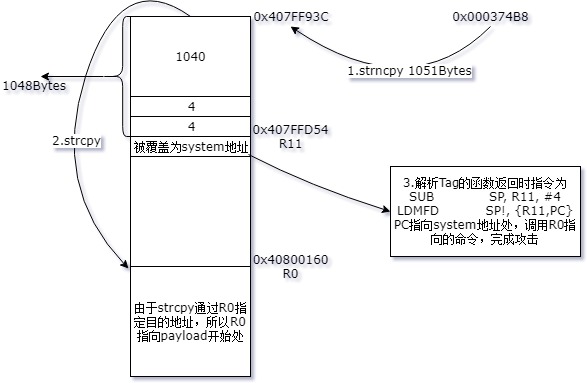 0x407FF93C
0x000374B8
1040
1.strncpy 1051Bytes
1048Bytes
4
4
0x407FFD54
R11
2.strcpy
被覆盖为system地址
3.解析Tag的函数返回时指令为
SUB SP, R11, #4
LDMFD SP!, {R11,PC}
PC指向system地址处，调用R0指
向的命令，完成攻击
0x40800160
R0
由于strcpy通过R0指
定目的地址，所以R0
指向payload开始处